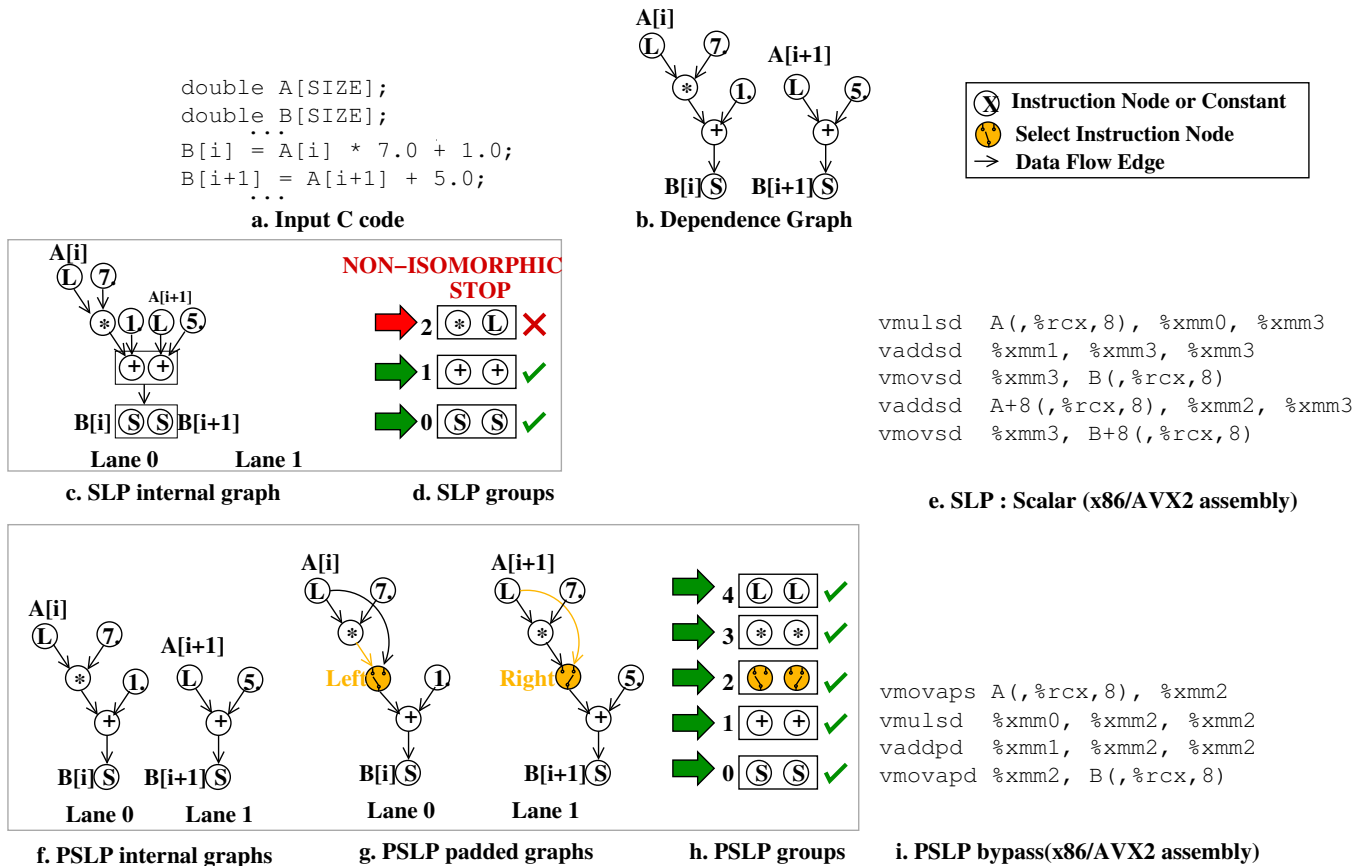 double A[SIZE];
double B[SIZE];
...
B[i] = A[i] * 7.0 + 1.0;
B[i+1] = A[i+1] + 5.0;
...
a. Input C code
A[i]
L 7.
A[i+1]
* 1. L 5.
+ +
B[i] S B[i+1] S
b. Dependence Graph
X Instruction Node or Constant
Select Instruction Node
Data Flow Edge
A[i]
L 7.
A[i+1]
* 1. L 5.
+ +
B[i] S S B[i+1]
Lane 0 Lane 1
c. SLP internal graph
NON-ISOMORPHIC
STOP
2 * L
1 + +
0 S S
d. SLP groups
vmulsd A(,%rcx,8), %xmm0, %xmm3
vaddsd %xmm1, %xmm3, %xmm3
vmovsd %xmm3, B(,%rcx,8)
vaddsd A+8(,%rcx,8), %xmm2, %xmm3
vmovsd %xmm3, B+8(,%rcx,8)
e. SLP : Scalar (x86/AVX2 assembly)
A[i]
L 7.
A[i+1]
* 1. L 5.
+ +
B[i] S B[i+1] S
Lane 0 Lane 1
f. PSLP internal graphs
A[i] A[i+1]
L 7. L 7.
* *
Left 1. Right 5.
+ +
B[i] S B[i+1] S
Lane 0 Lane 1
g. PSLP padded graphs
4 L L
3 * *
2
1 + +
0 S S
h. PSLP groups
vmovaps A(,%rcx,8), %xmm2
vmulsd %xmm0, %xmm2, %xmm2
vaddpd %xmm1, %xmm2, %xmm2
vmovapd %xmm2, B(,%rcx,8)
i. PSLP bypass(x86/AVX2 assembly)